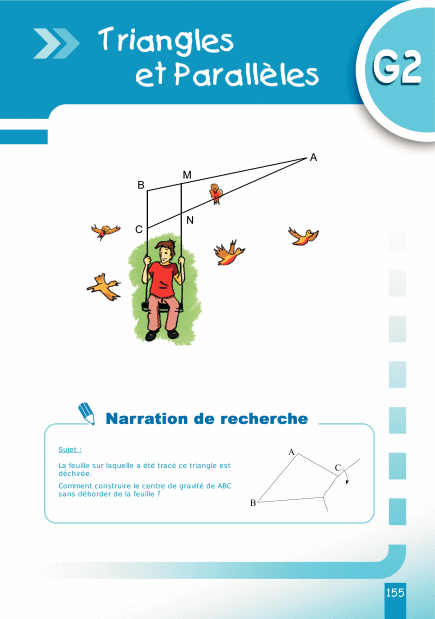 Triangles
et Parallèles
G2
A
M
B
N
C
Narration de recherche
Sujet :
La feuille sur laquelle a été tracé ce triangle est
déchirée.
Comment construire le centre de gravité de ABC
sans déborder de la feuille ?
A
C
B
155